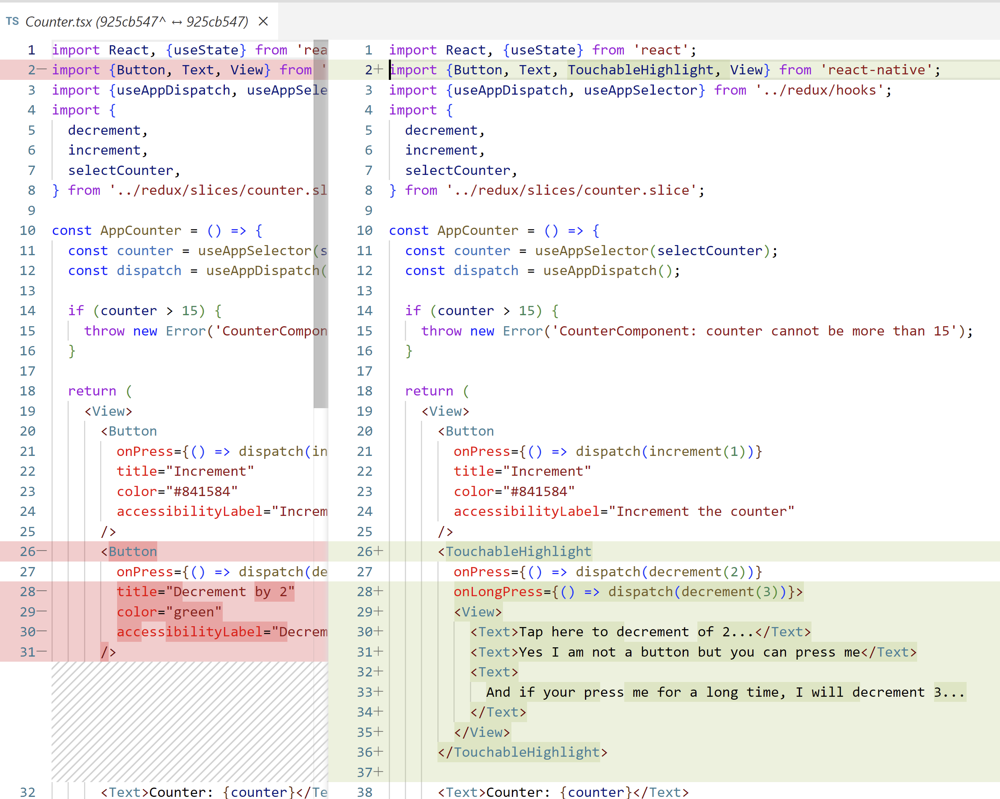 TS Counter.tsx (925cb547^ ↔ 925cb547) ×
1 import React, {useState} from 'rea
2— import {Button, Text, View} from '
3 import {useAppDispatch, useAppSele
4 import {
5 decrement,
6 increment,
7 selectCounter,
8 } from '../redux/slices/counter.sl
9
10 const AppCounter = () => {
11 const counter = useAppSelector(s
12 const dispatch = useAppDispatch(
13
14 if (counter > 15) {
15 throw new Error('CounterCompon
16 }
17
18 return (
19 <View>
20 <Button
21 onPress={() => dispatch(in
22 title="Increment"
23 color="#841584"
24 accessibilityLabel="Increm
25 />
26— <Button
27 onPress={() => dispatch(de
28— title="Decrement by 2"
29— color="green"
30— accessibilityLabel="Decrem
31— />
32 <Text>Counter: {counter}</Te
1 import React, {useState} from 'react';
2+ import {Button, Text, TouchableHighlight, View} from 'react-native';
3 import {useAppDispatch, useAppSelector} from '../redux/hooks';
4 import {
5 decrement,
6 increment,
7 selectCounter,
8 } from '../redux/slices/counter.slice';
9
10 const AppCounter = () => {
11 const counter = useAppSelector(selectCounter);
12 const dispatch = useAppDispatch();
13
14 if (counter > 15) {
15 throw new Error('CounterComponent: counter cannot be more than 15');
16 }
17
18 return (
19 <View>
20 <Button
21 onPress={() => dispatch(increment(1))}
22 title="Increment"
23 color="#841584"
24 accessibilityLabel="Increment the counter"
25 />
26+ <TouchableHighlight
27 onPress={() => dispatch(decrement(2))}
28+ onLongPress={() => dispatch(decrement(3))}>
29+ <View>
30+ <Text>Tap here to decrement of 2...</Text>
31+ <Text>Yes I am not a button but you can press me</Text>
32+ <Text>
33+ And if your press me for a long time, I will decrement 3...
34+ </Text>
35+ </View>
36+ </TouchableHighlight>
37+
38 <Text>Counter: {counter}</Text>